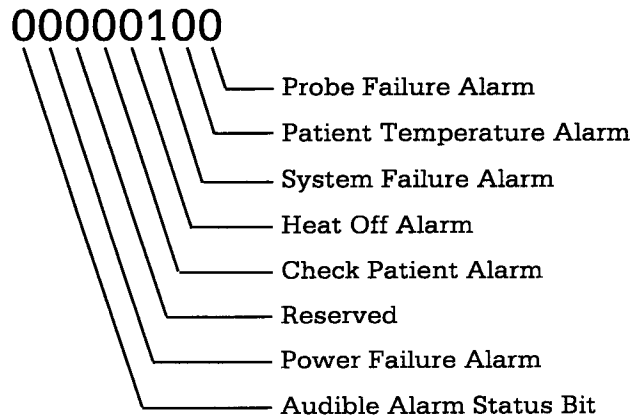 00000100
Probe Failure Alarm
Patient Temperature Alarm
System Failure Alarm
Heat Off Alarm
Check Patient Alarm
Reserved
Power Failure Alarm
Audible Alarm Status Bit